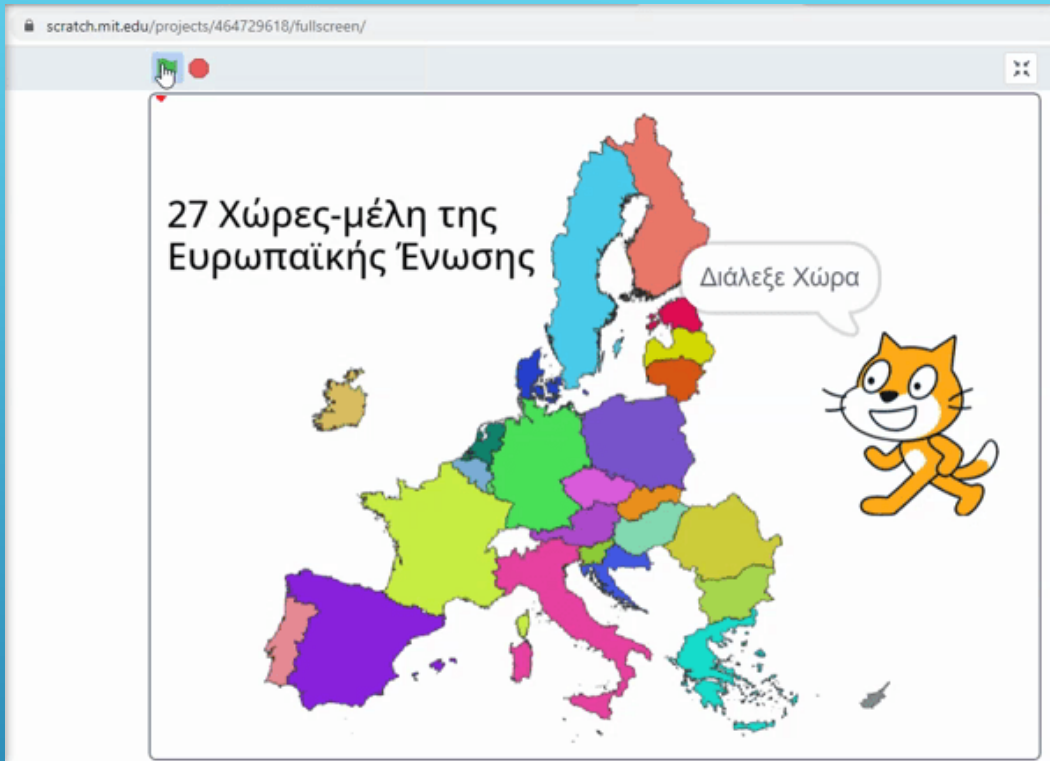 scratch.mit.edu/projects/464729618/fullscreen/
27 Χώρες-μέλη της
Ευρωπαϊκής Ένωσης
Διάλεξε Χώρα